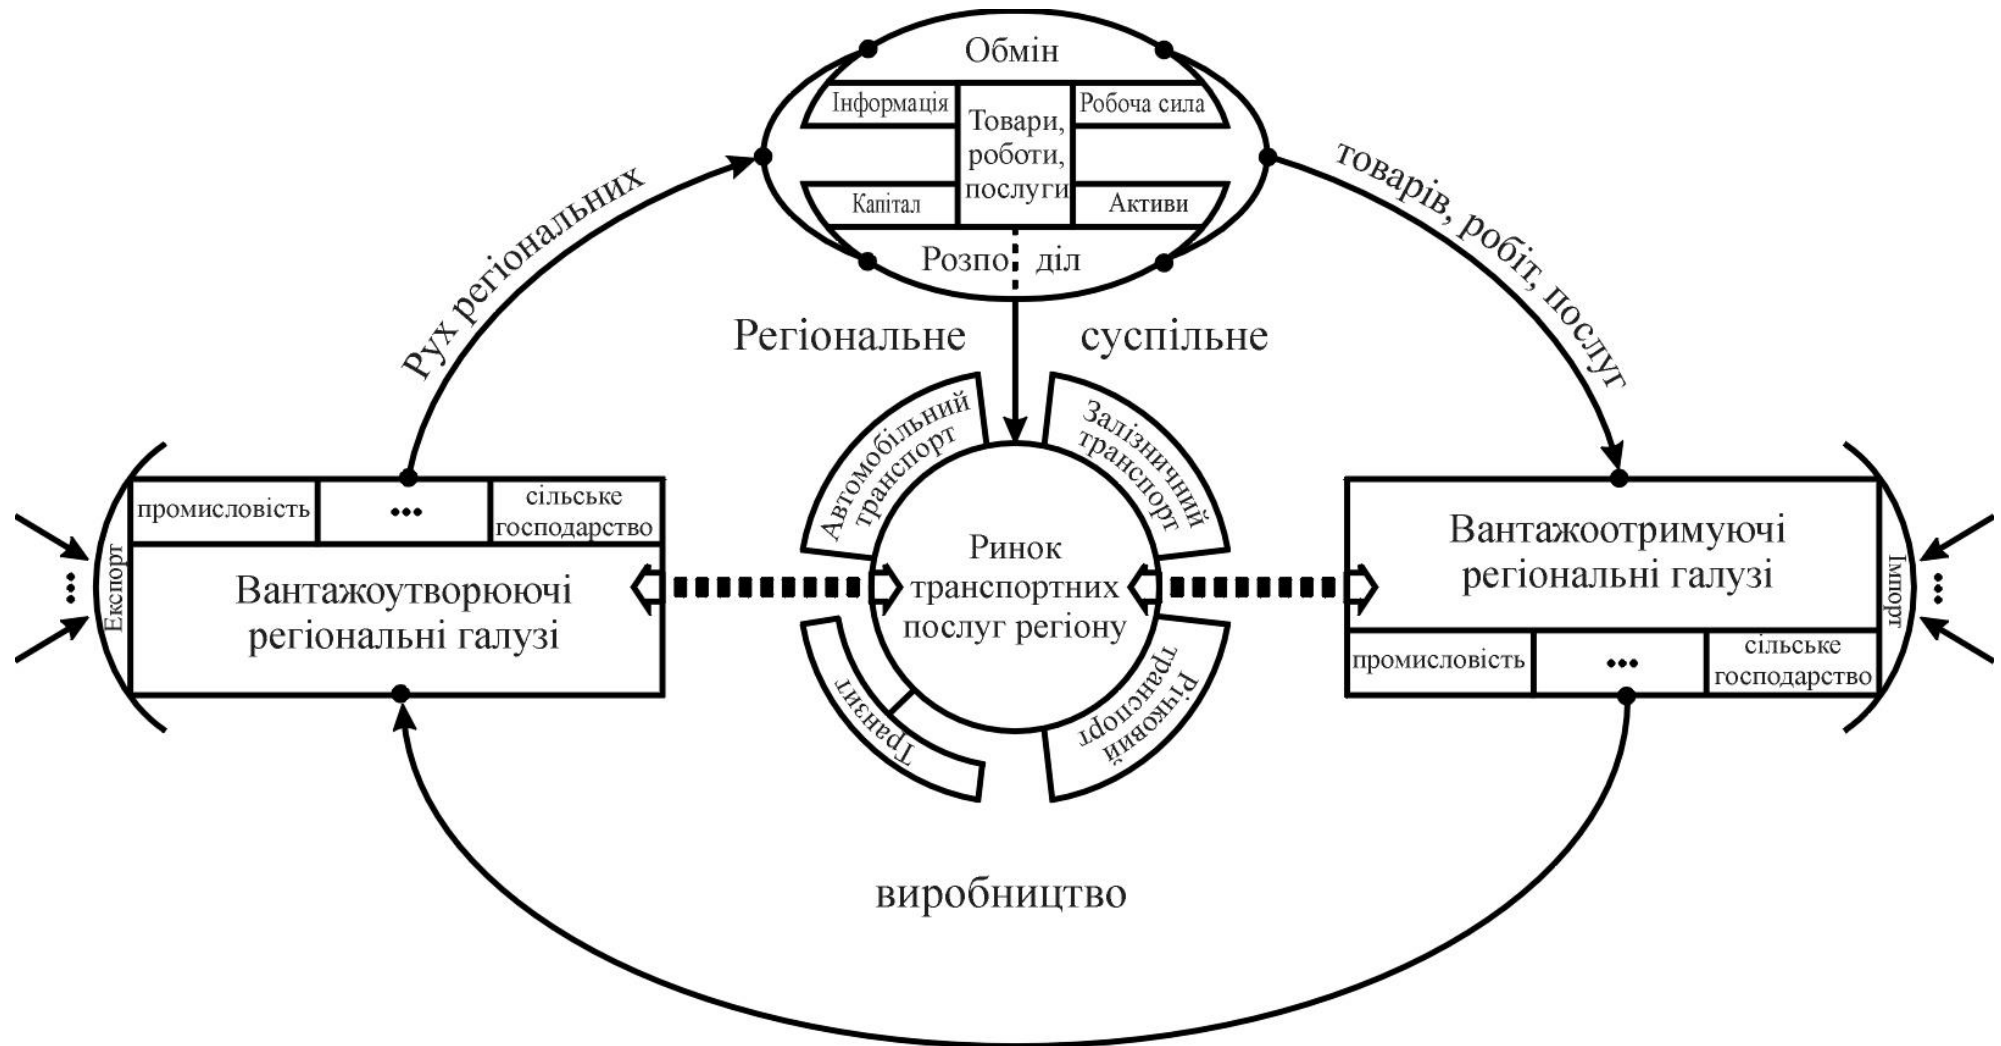 Обмін
Інформація
Робоча сила
Товари,
роботи,
послуги
Капітал
Активи
Розпо діл
Рух регіональних
товарів, робіт, послуг
Регіональне суспільне
Автомобільний
транспорт
Залізничний
транспорт
Експорт
промисловість
...
сільське
господарство
Вантажоутворюючі
регіональні галузі
...
Ринок
транспортних
послуг регіону
Вантажоотримуючі
регіональні галузі
промисловість
...
сільське
господарство
Імпорт
...
Транзит
Річковий
транспорт
виробництво